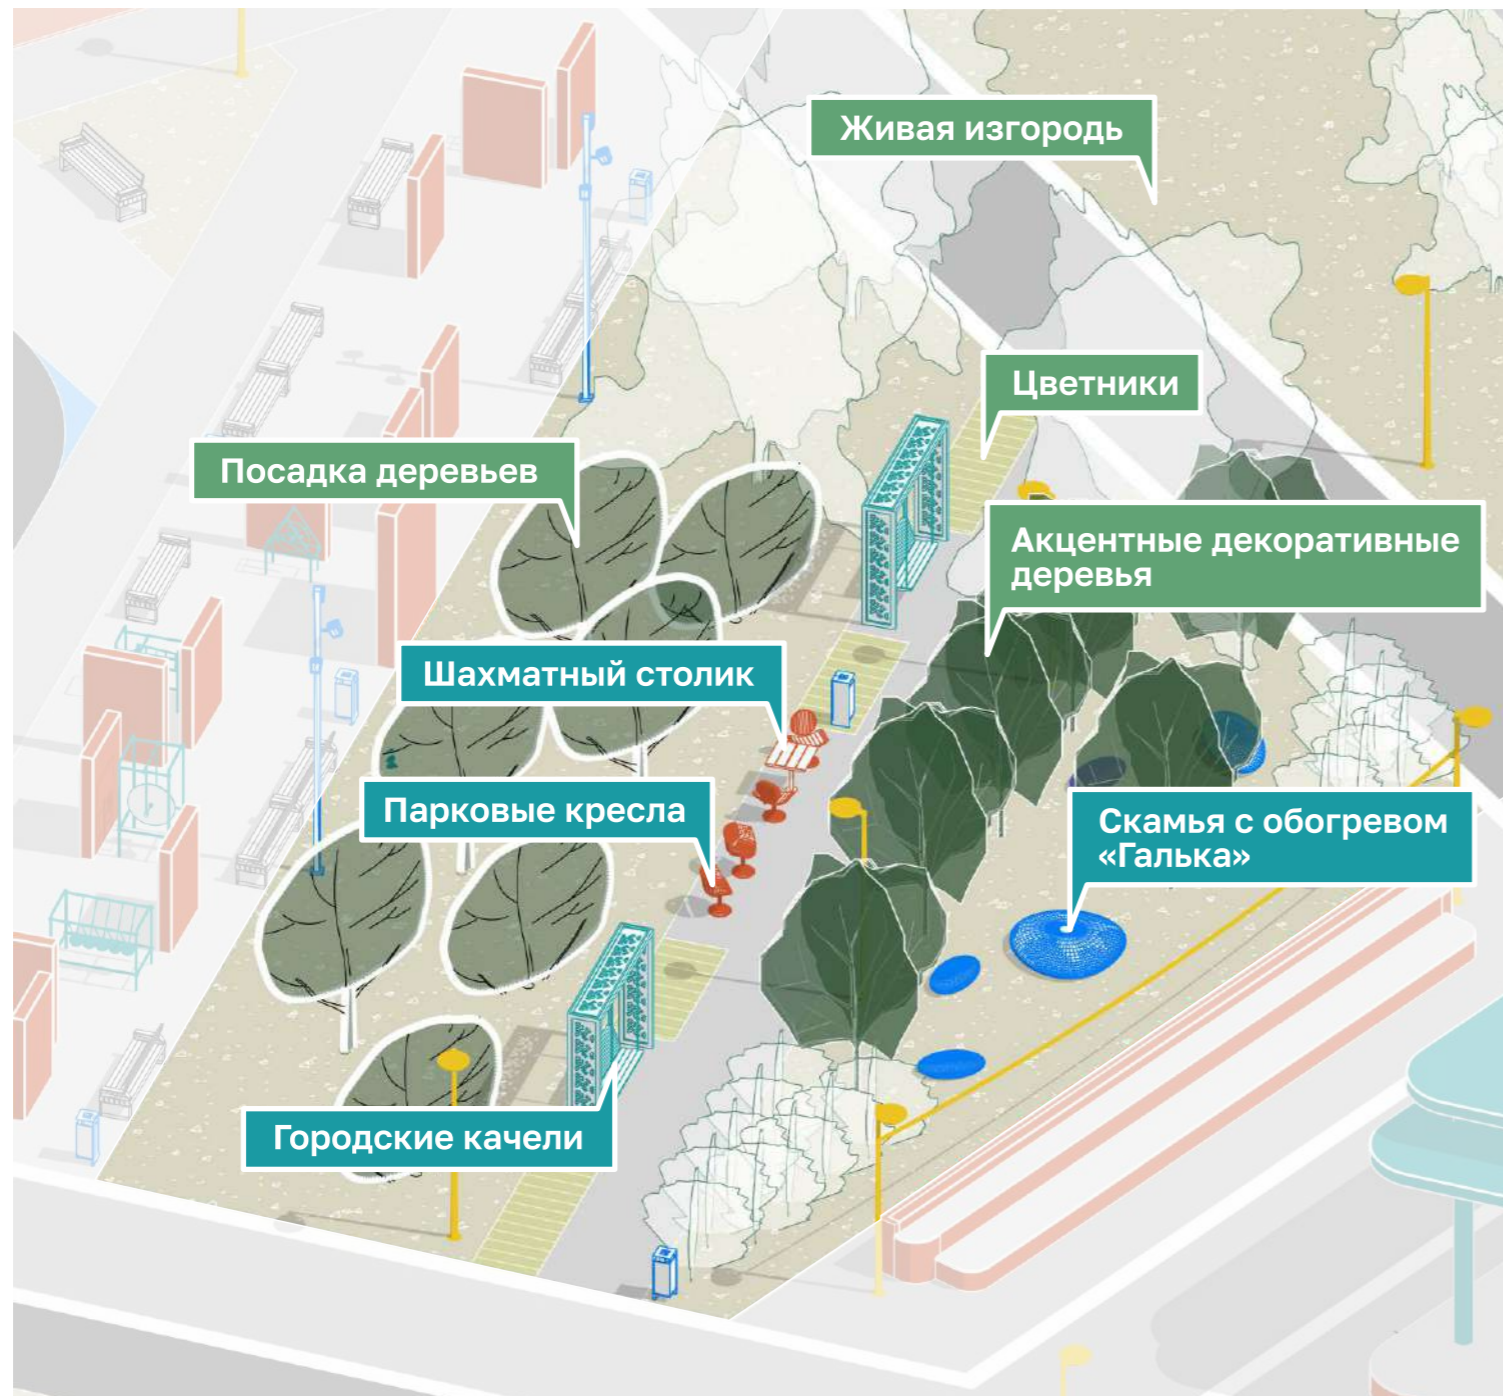 Живая изгородь
Цветники
Посадка деревьев
Акцентные декоративные
деревья
Шахматный столик
Парковые кресла
Скамья с обогревом
«Галька»
Городские качели